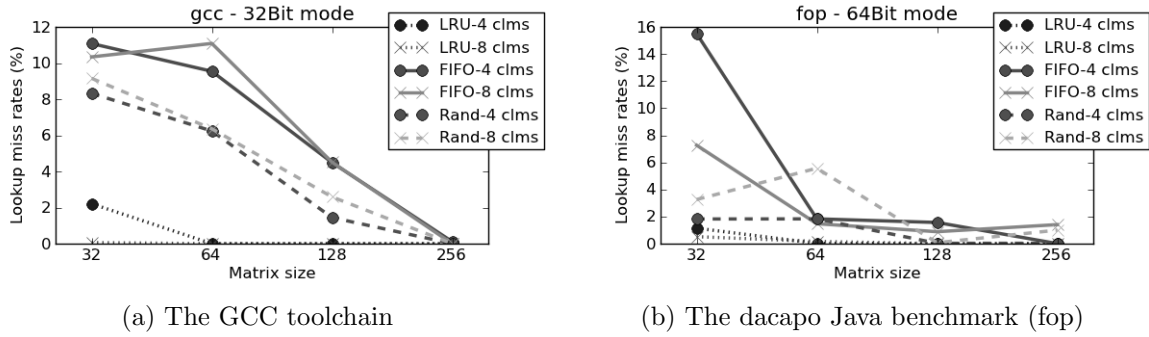 gcc - 32Bit mode
Lookup miss rates (%)
12
10
8
6
4
2
0
32
64
128
256
Matrix size
LRU-4 clms
LRU-8 clms
FIFO-4 clms
FIFO-8 clms
Rand-4 clms
Rand-8 clms
(a) The GCC toolchain
fop - 64Bit mode
Lookup miss rates (%)
16
14
12
10
8
6
4
2
0
32
64
128
256
Matrix size
LRU-4 clms
LRU-8 clms
FIFO-4 clms
FIFO-8 clms
Rand-4 clms
Rand-8 clms
(b) The dacapo Java benchmark (fop)